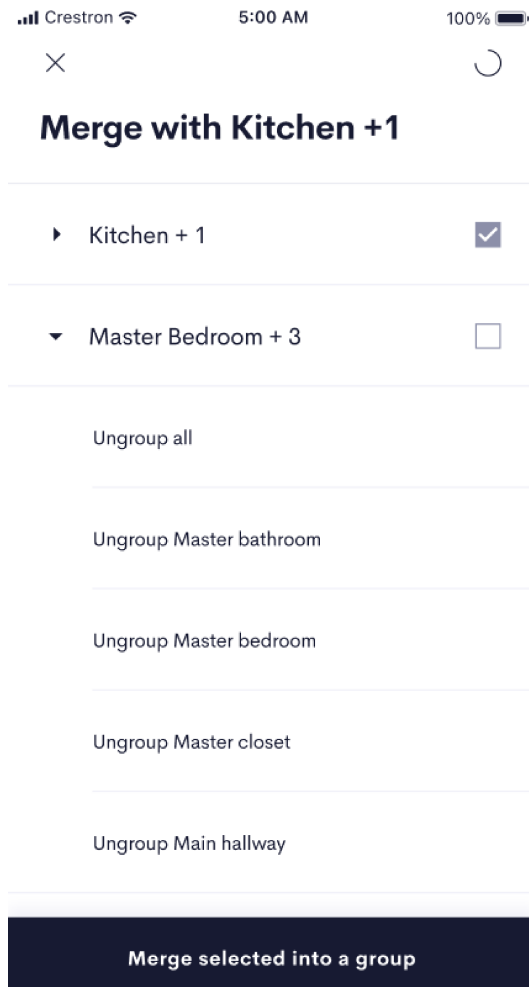 Crestron
5:00 AM
100%
Merge with Kitchen +1
Kitchen + 1
Master Bedroom + 3
Ungroup all
Ungroup Master bathroom
Ungroup Master bedroom
Ungroup Master closet
Ungroup Main hallway
Merge selected into a group